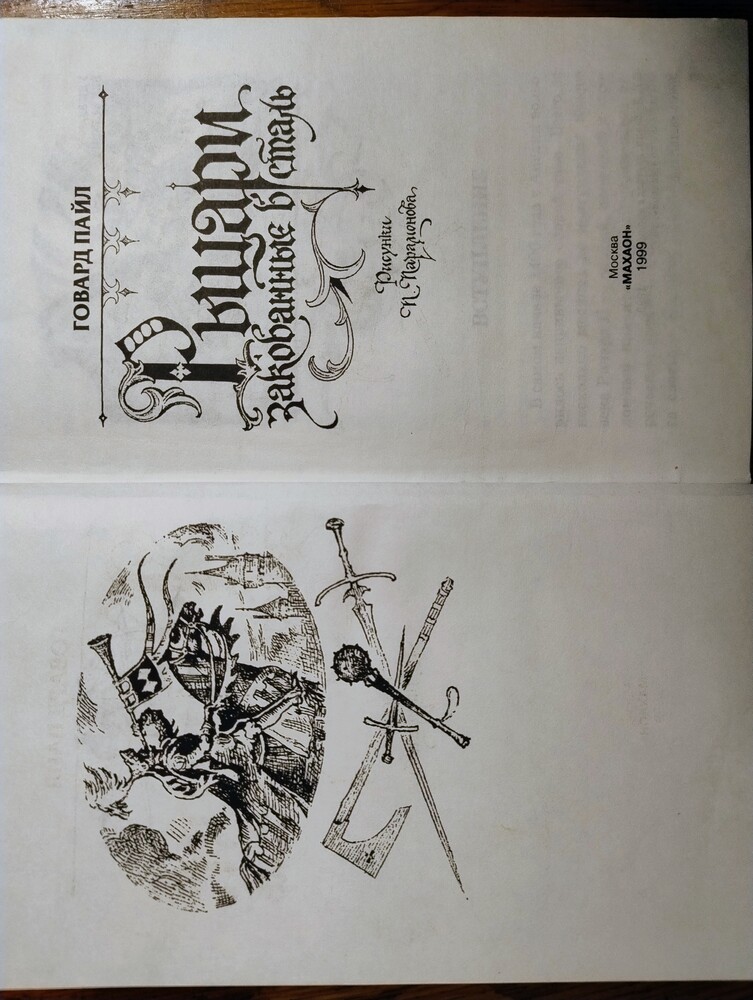 ГОВАРД ПАЙЛ
Рыцари
закованные в сталь
Рисунки
П. Парамонова
Москва
«МАХАОН»
1999